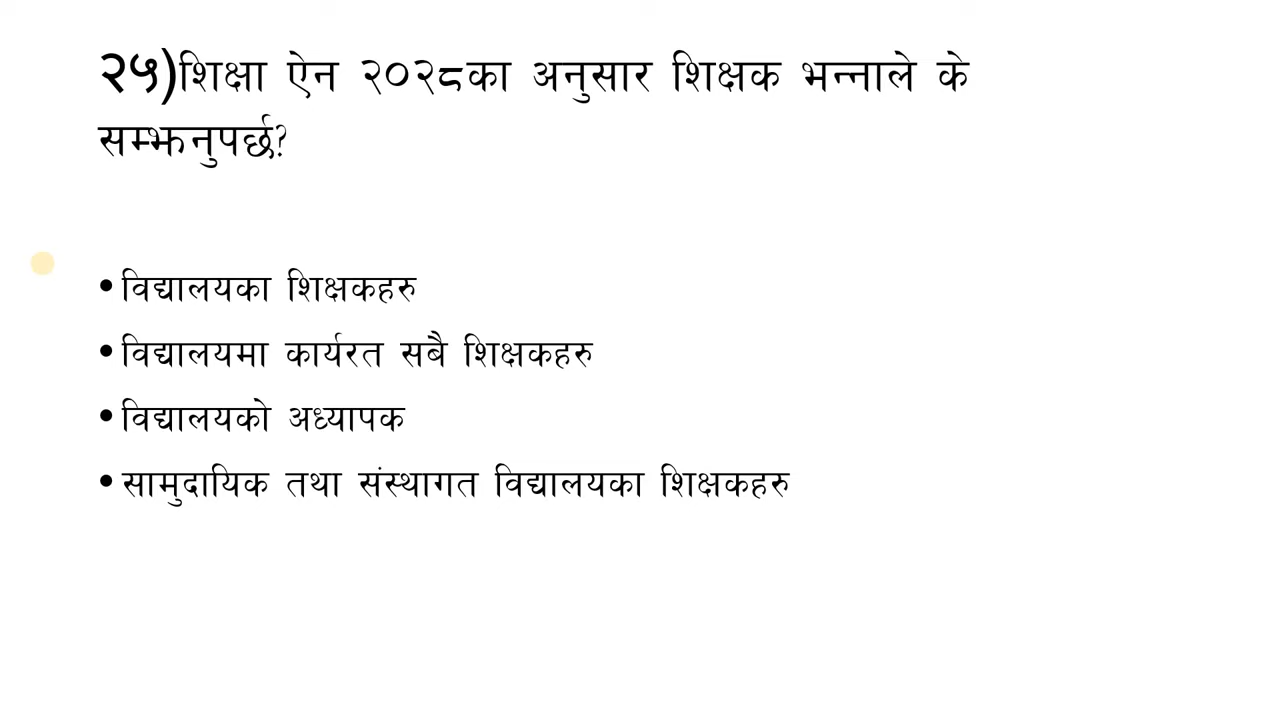 २५)शिक्षा ऐन २०२८का अनुसार शिक्षक भन्नाले के
सम्झनुपर्छ?
•विद्यालयका शिक्षकहरु
•विद्यालयमा कार्यरत सबै शिक्षकहरु
•विद्यालयको अध्यापक
•सामुदायिक तथा संस्थागत विद्यालयका शिक्षकहरु